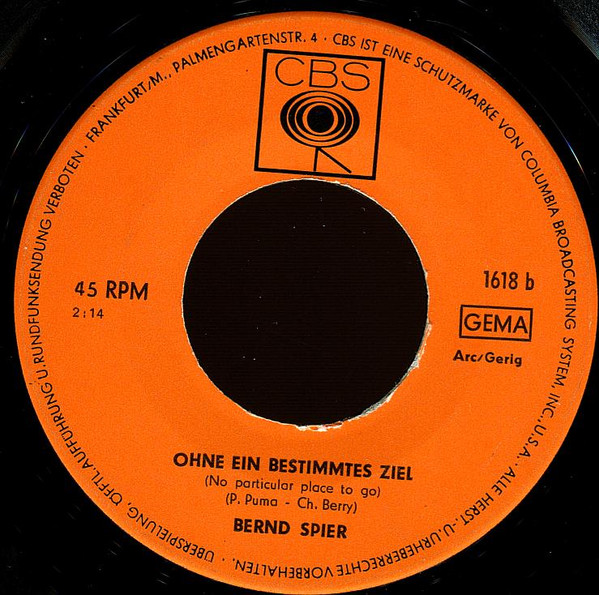 FRANKFURT/M., PALMENGARTENSTR. 4 · CBS IST EINE SCHUTZMARKE VON COLUMBIA BROADCASTING SYSTEM, INC., U.S.A. · ALLE HERST.-U. URHEBERRECHTE VORBEHALTEN. ÜBERSPIELUNG, ÖFFTL. AUFFÜHRUNG U. RUNDFUNKSENDUNG VERBOTEN ·
CBS
45 RPM
2:14
1618 b
GEMA
Arc/Gerig
OHNE EIN BESTIMMTES ZIEL
(No particular place to go)
(P. Puma - Ch. Berry)
BERND SPIER